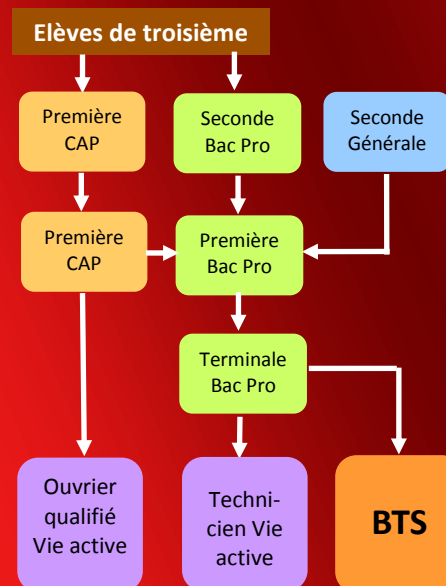 Elèves de troisième
Première
CAP
Seconde
Bac Pro
Seconde
Générale
Première
CAP
Première
Bac Pro
Terminale
Bac Pro
Ouvrier
qualifié
Vie active
Techni-
cien Vie
active
BTS